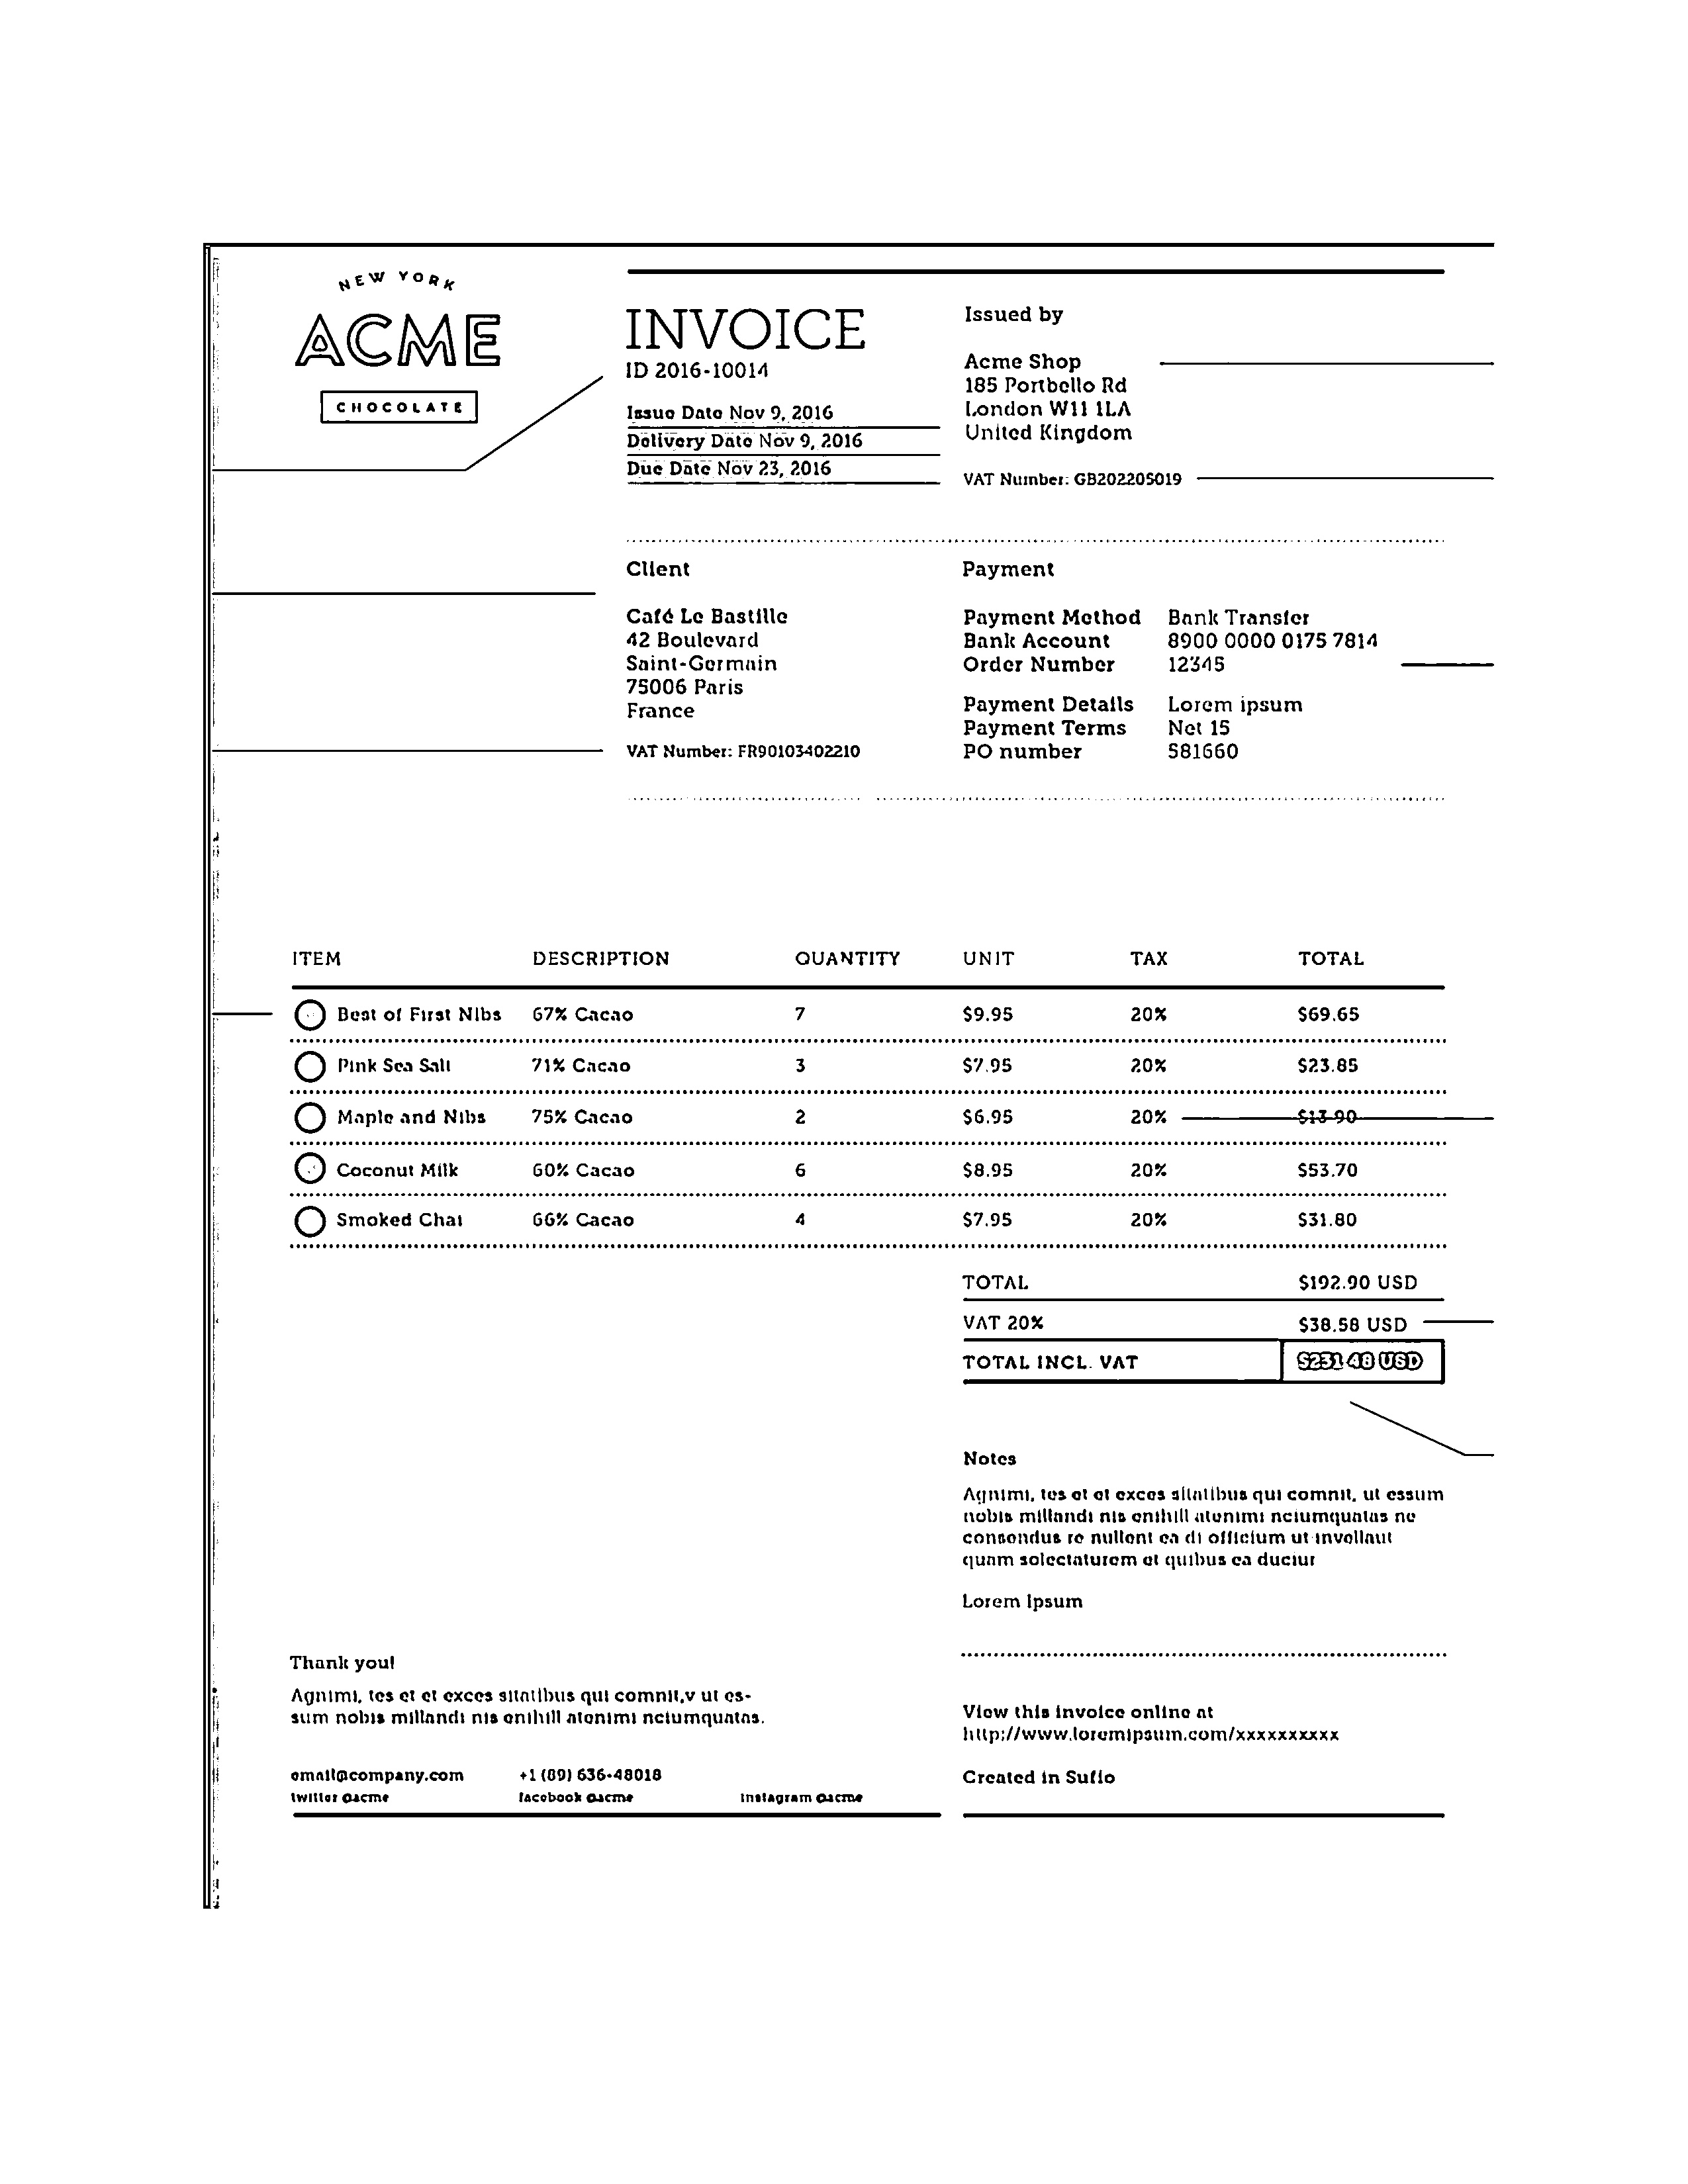 NEW YORK
ACME
CHOCOLATE
INVOICE
ID 2016-10014
Issue Date Nov 9, 2016
Delivery Date Nov 9, 2016
Due Date Nov 23, 2016
Issued by
Acme Shop
185 Portbello Rd
London W11 1LA
United Kingdom
VAT Number: GB202205019
Client
Café Le Bastille
42 Boulevard
Saint-Germain
75006 Paris
France
VAT Number: FR90103402210
Payment
Payment Method Bank Transfer
Bank Account 8900 0000 0175 7814
Order Number 12345
Payment Details Lorem ipsum
Payment Terms Net 15
PO number 581660
ITEM DESCRIPTION QUANTITY UNIT TAX TOTAL
Best of First Nibs 67% Cacao 7 $9.95 20% $69.65
Pink Sea Salt 71% Cacao 3 $7.95 20% $23.85
Maple and Nibs 75% Cacao 2 $6.95 20% $13.90
Coconut Milk 60% Cacao 6 $8.95 20% $53.70
Smoked Chai 66% Cacao 4 $7.95 20% $31.80
TOTAL $192.90 USD
VAT 20% $38.58 USD
TOTAL INCL. VAT $231.48 USD
Notes
Agnimi, tes et et exces sitatibus qui comnit, ut essum
nobis millandi nis enihill atenimi nciumquatas ne
consendus re nullent ea di officium ut invellaut
quam solectaturem et quibus ea duciur
Lorem Ipsum
Thank you!
Agnimi, tes et et exces sitatibus qui comnit,v ut es-
sum nobis millandi nis enihill atenimi nciumquatas.
email@company.com +1 (89) 636-48018
twitter @acme facebook @acme instagram @acme
View this invoice online at
http://www.loremipsum.com/xxxxxxxxxx
Created in Sufio